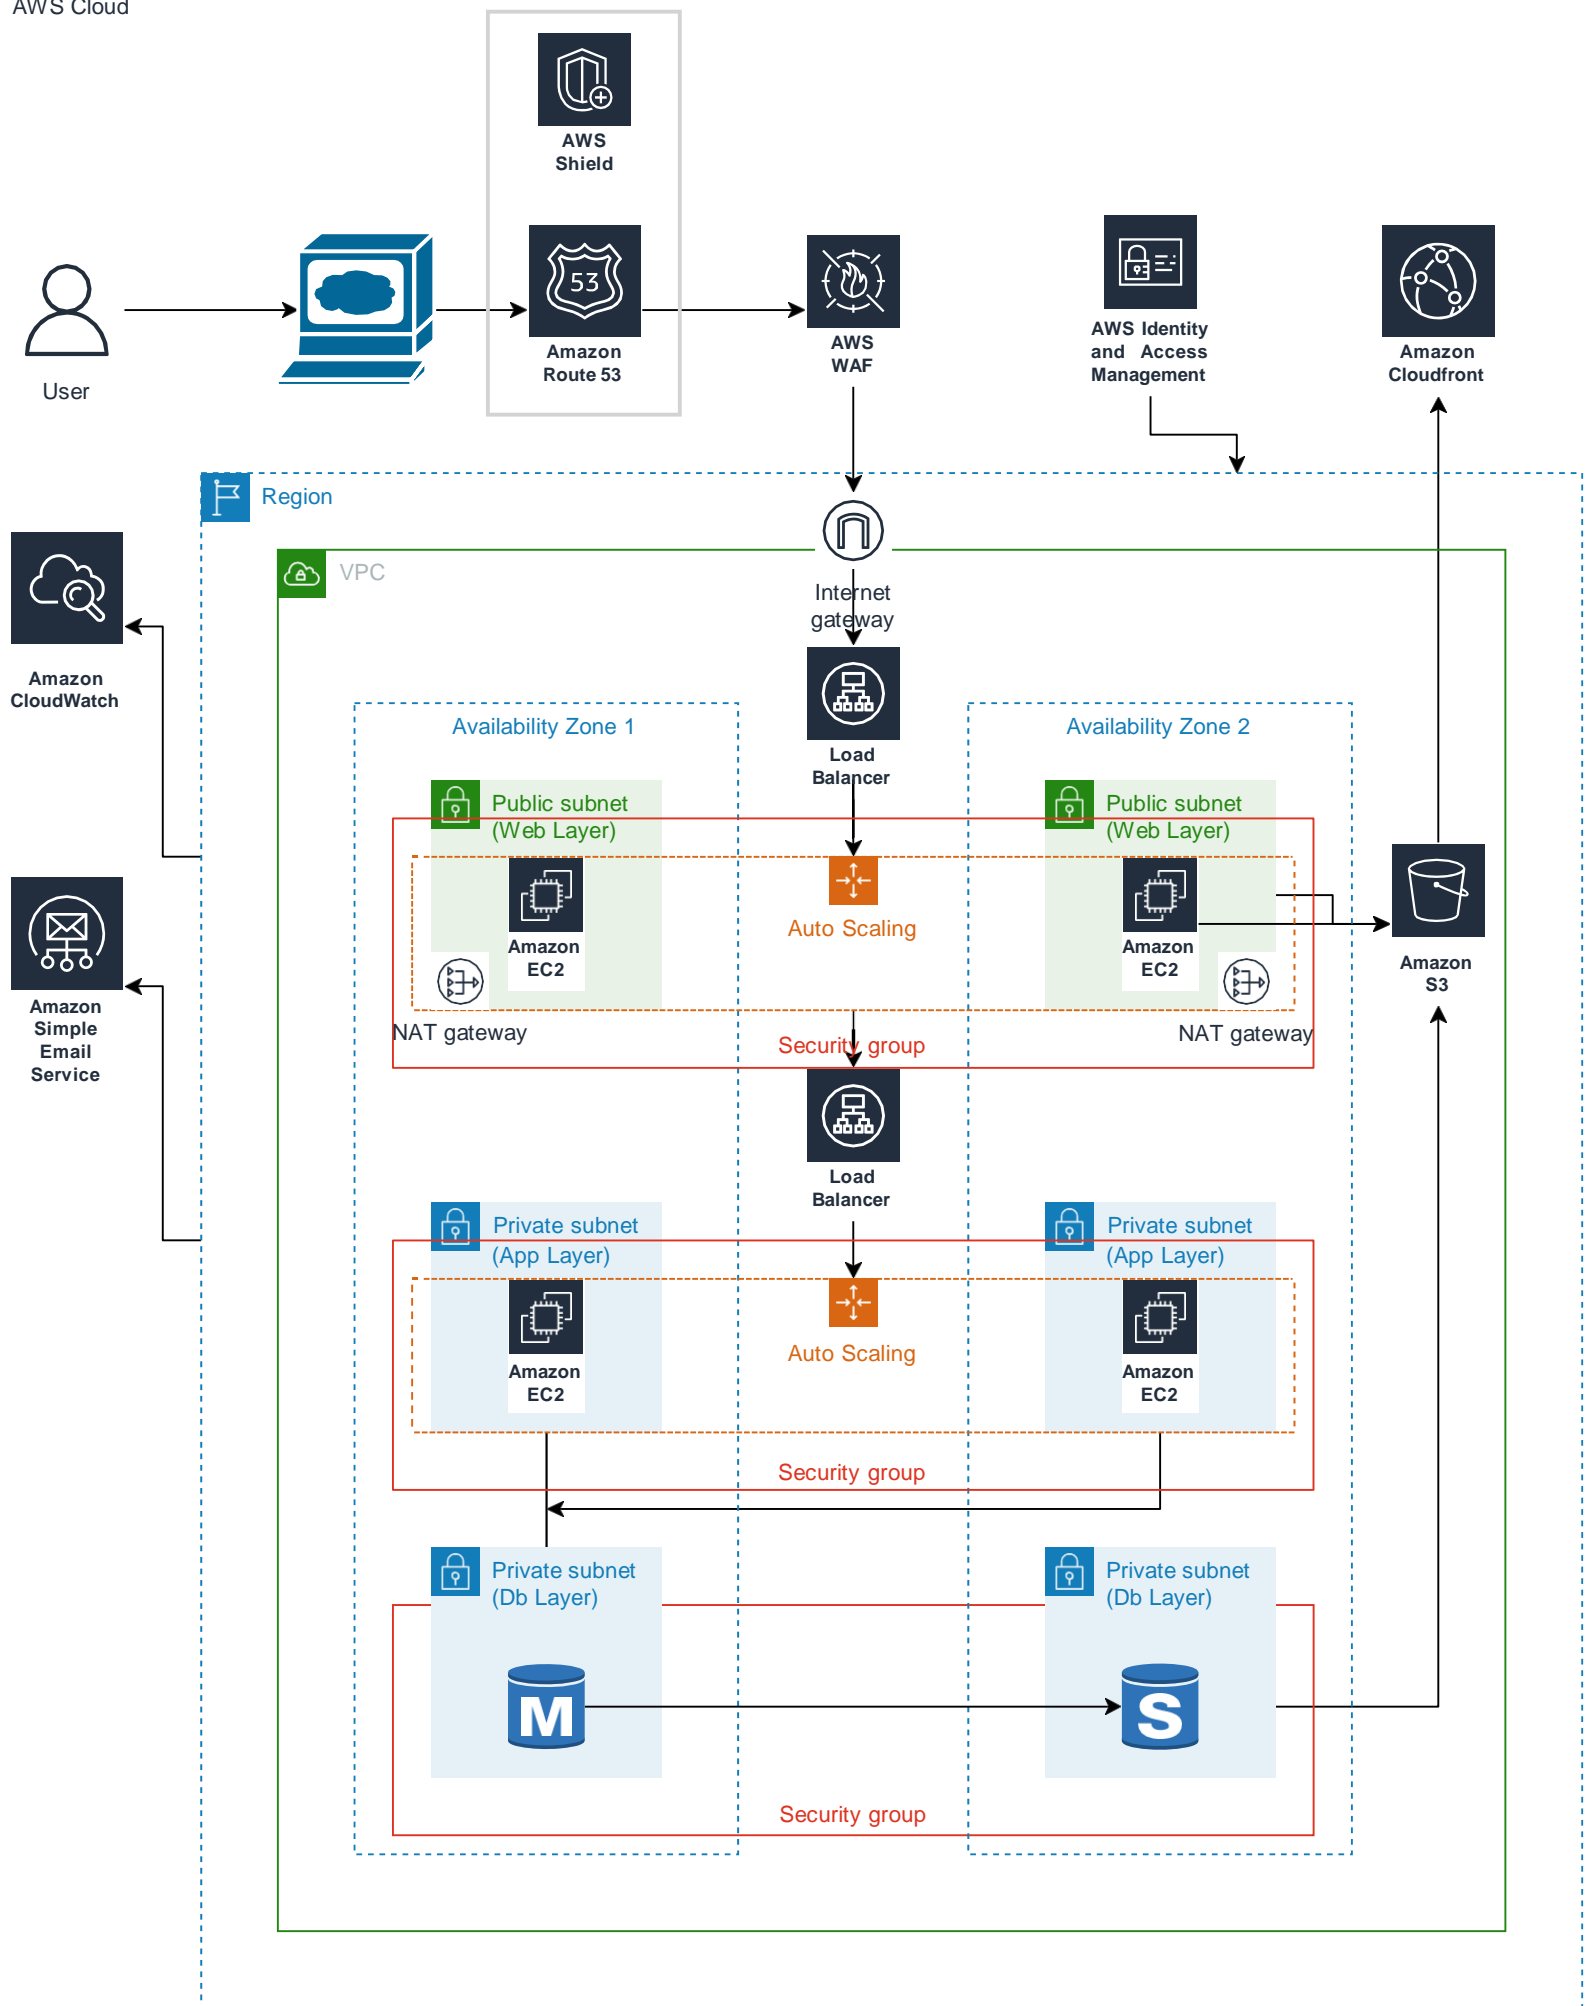 AWS Cloud
AWS
Shield
53
Amazon
Route 53
User
AWS
WAF
AWS Identity
and Access
Management
Amazon
Cloudfront
Region
VPC
Internet
gateway
Amazon
CloudWatch
Load
Balancer
Availability Zone 1
Availability Zone 2
Public subnet
(Web Layer)
Public subnet
(Web Layer)
Amazon
EC2
Auto Scaling
Amazon
EC2
Amazon
S3
NAT gateway
NAT gateway
Security group
Amazon
Simple
Email
Service
Load
Balancer
Private subnet
(App Layer)
Private subnet
(App Layer)
Amazon
EC2
Auto Scaling
Amazon
EC2
Security group
Private subnet
(Db Layer)
Private subnet
(Db Layer)
M
S
Security group